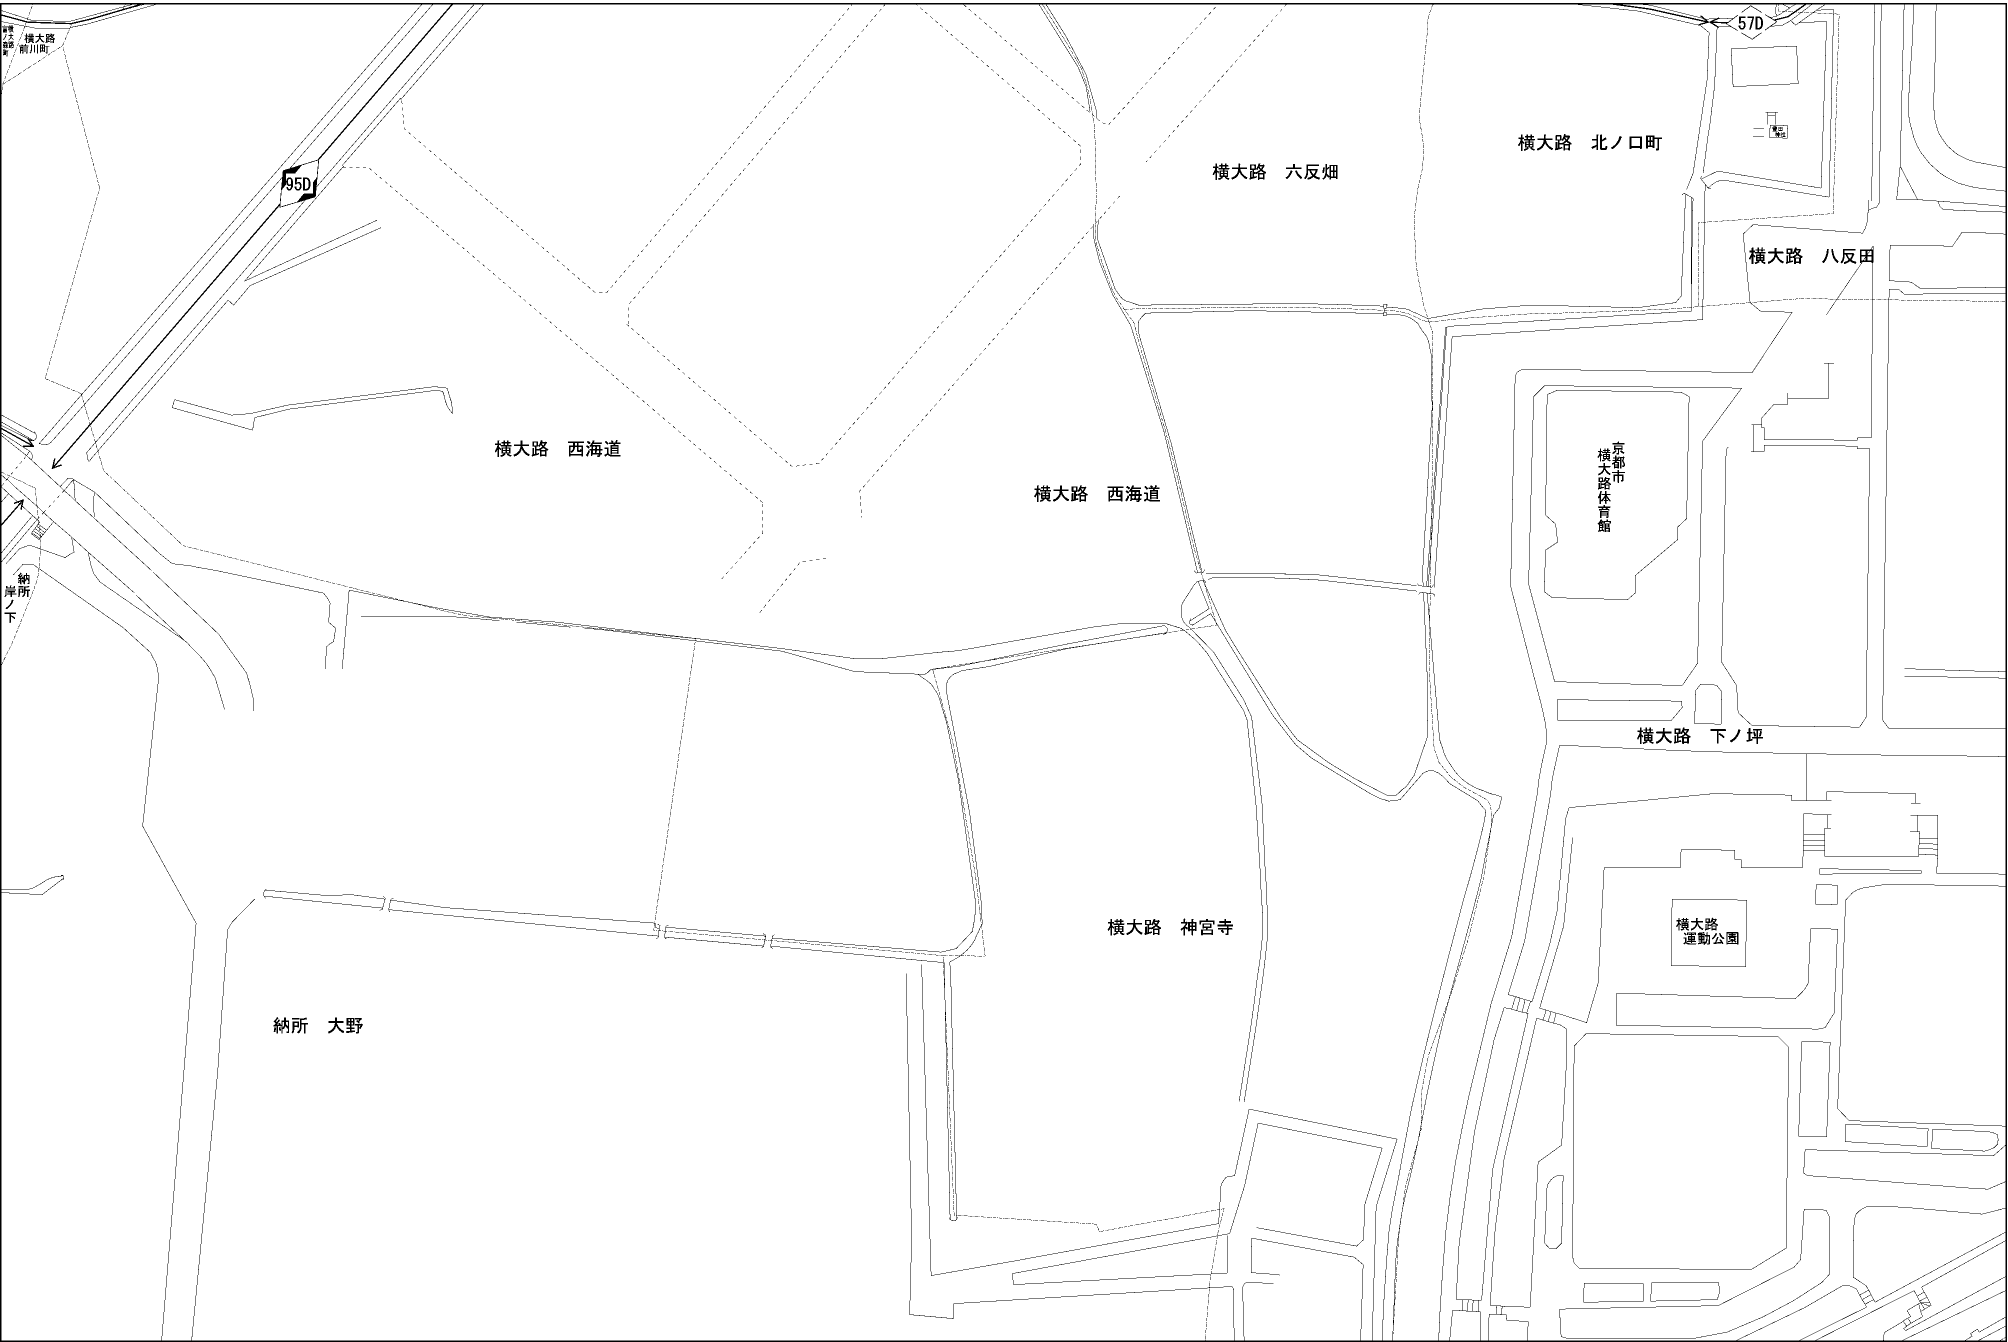 横大路
前川町
57D
横大路　北ノ口町
横大路　六反畑
95D
横大路　八反田
横大路　西海道
横大路　西海道
京都市
横大路体育館
納所
岸ノ下
横大路　下ノ坪
横大路　神宮寺
横大路
運動公園
納所　大野